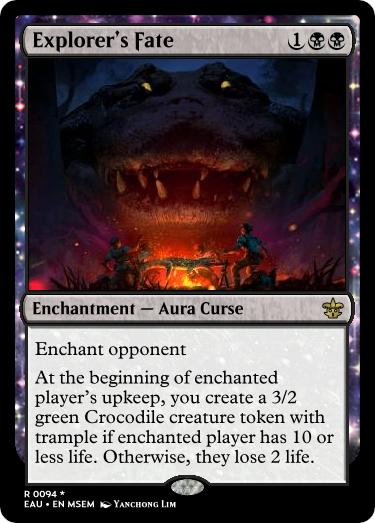 Explorer's Fate 1
Enchantment — Aura Curse
Enchant opponent
At the beginning of enchanted
player's upkeep, you create a 3/2
green Crocodile creature token with
trample if enchanted player has 10 or
less life. Otherwise, they lose 2 life.
R 0094 *
EAU • EN MSEM Yanchong Lim